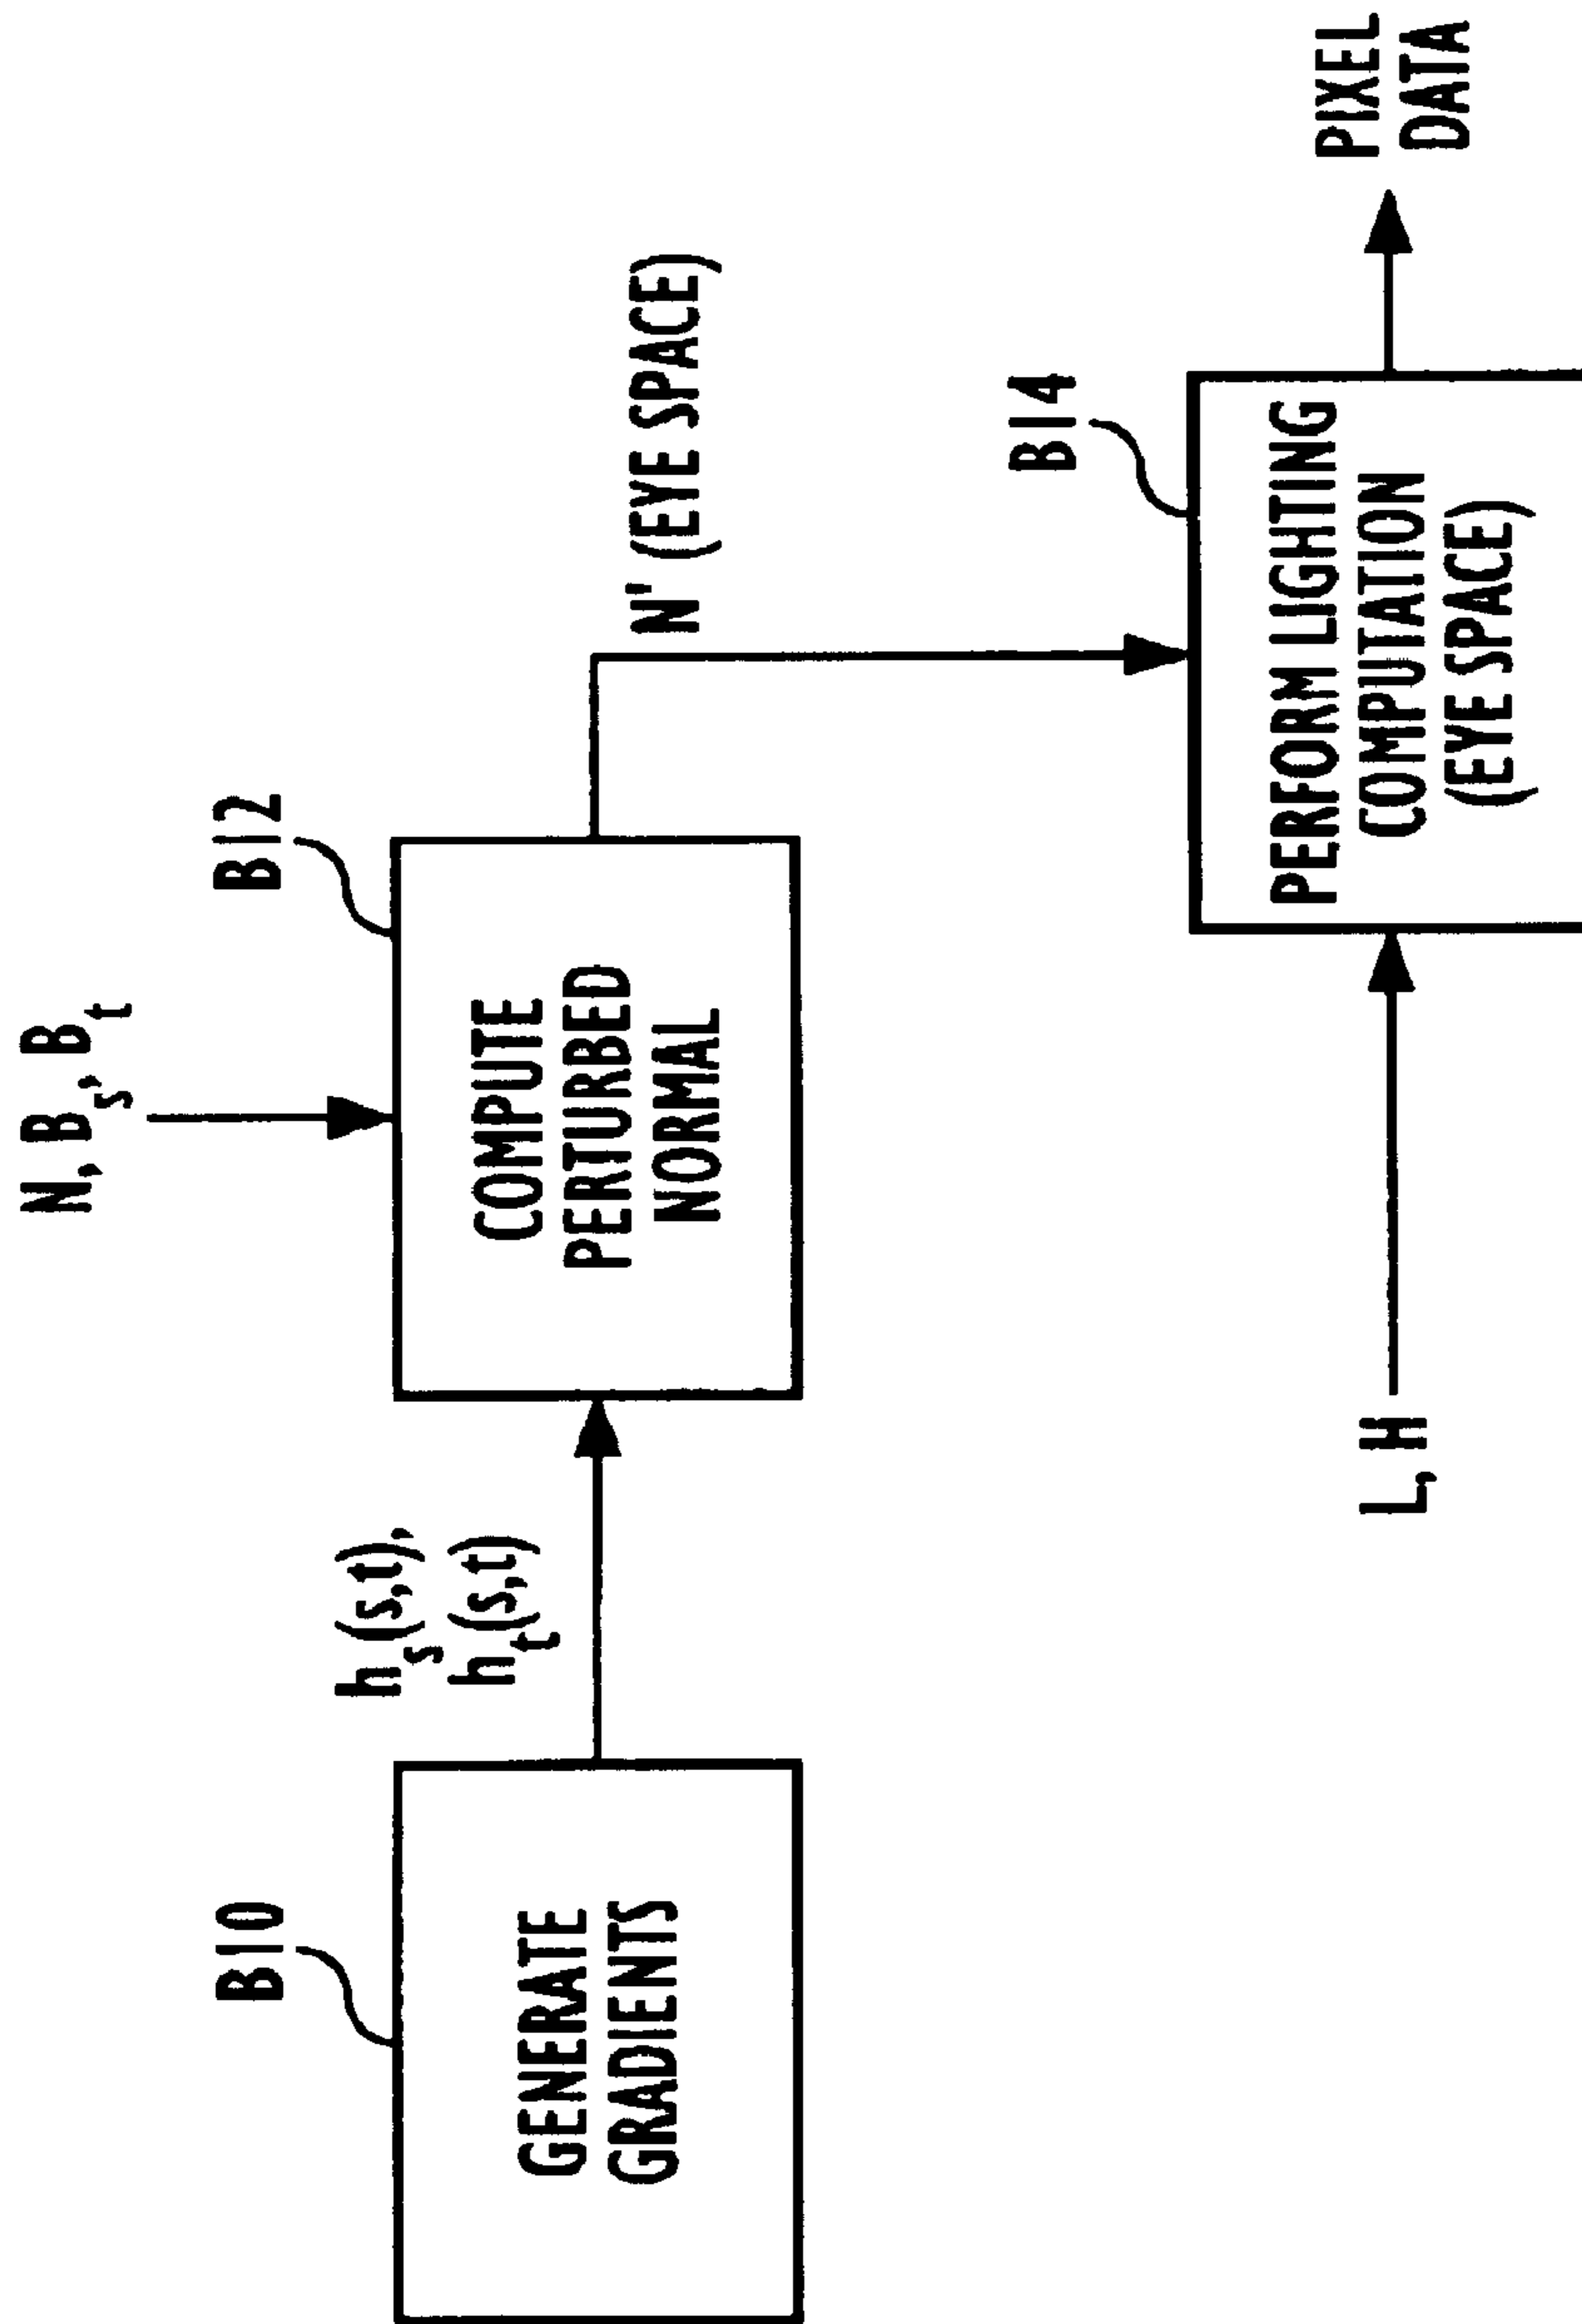 B10
GENERATE
GRADIENTS
h_s(s,t),
h_t(s,t)
N, B_s, B_t
B12
COMPUTE
PERTURBED
NORMAL
N' (EYE SPACE)
L, H
B14
PERFORM LIGHTING
COMPUTATION
(EYE SPACE)
PIXEL
DATA